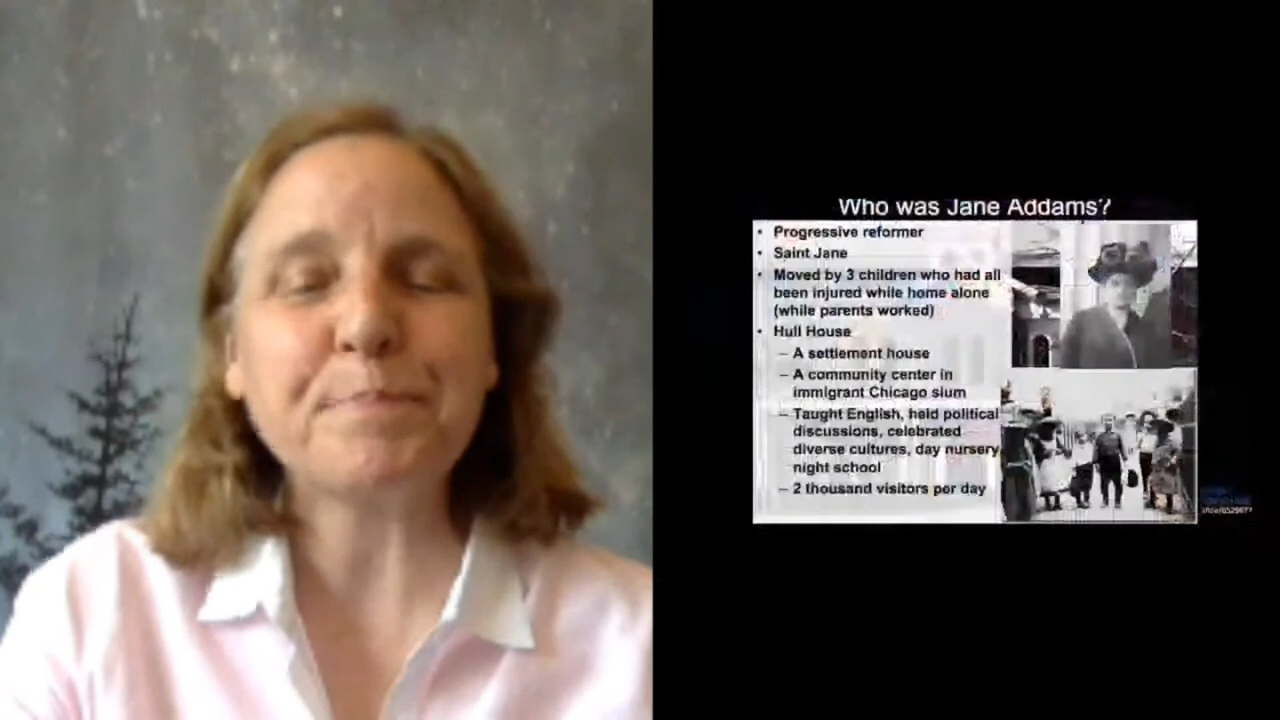 Who was Jane Addams?
• Progressive reformer
• Saint Jane
• Moved by 3 children who had all
been injured while home alone
(while parents worked)
• Hull House
– A settlement house
– A community center in
immigrant Chicago slum
– Taught English, held political
discussions, celebrated
diverse cultures, day nursery
night school
– 2 thousand visitors per day